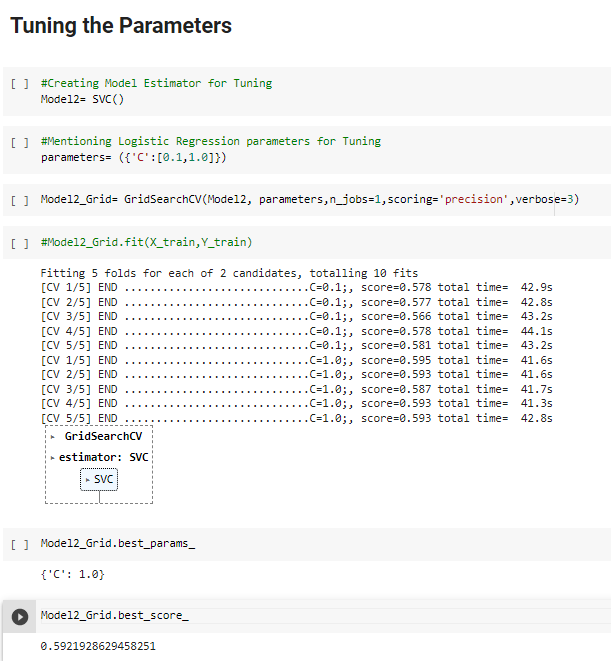 Tuning the Parameters
[ ] #Creating Model Estimator for Tuning
Model2= SVC()
[ ] #Mentioning Logistic Regression parameters for Tuning
parameters= ({'C':[0.1,1.0]})
[ ] Model2_Grid= GridSearchCV(Model2, parameters,n_jobs=1,scoring='precision',verbose=3)
[ ] #Model2_Grid.fit(X_train,Y_train)
Fitting 5 folds for each of 2 candidates, totalling 10 fits
[CV 1/5] END .............................C=0.1;, score=0.578 total time=  42.9s
[CV 2/5] END .............................C=0.1;, score=0.577 total time=  42.8s
[CV 3/5] END .............................C=0.1;, score=0.566 total time=  43.2s
[CV 4/5] END .............................C=0.1;, score=0.578 total time=  44.1s
[CV 5/5] END .............................C=0.1;, score=0.581 total time=  43.2s
[CV 1/5] END .............................C=1.0;, score=0.595 total time=  41.6s
[CV 2/5] END .............................C=1.0;, score=0.593 total time=  41.6s
[CV 3/5] END .............................C=1.0;, score=0.587 total time=  41.7s
[CV 4/5] END .............................C=1.0;, score=0.593 total time=  41.3s
[CV 5/5] END .............................C=1.0;, score=0.593 total time=  42.8s
GridSearchCV
estimator: SVC
SVC
[ ] Model2_Grid.best_params_
{'C': 1.0}
Model2_Grid.best_score_
0.5921928629458251